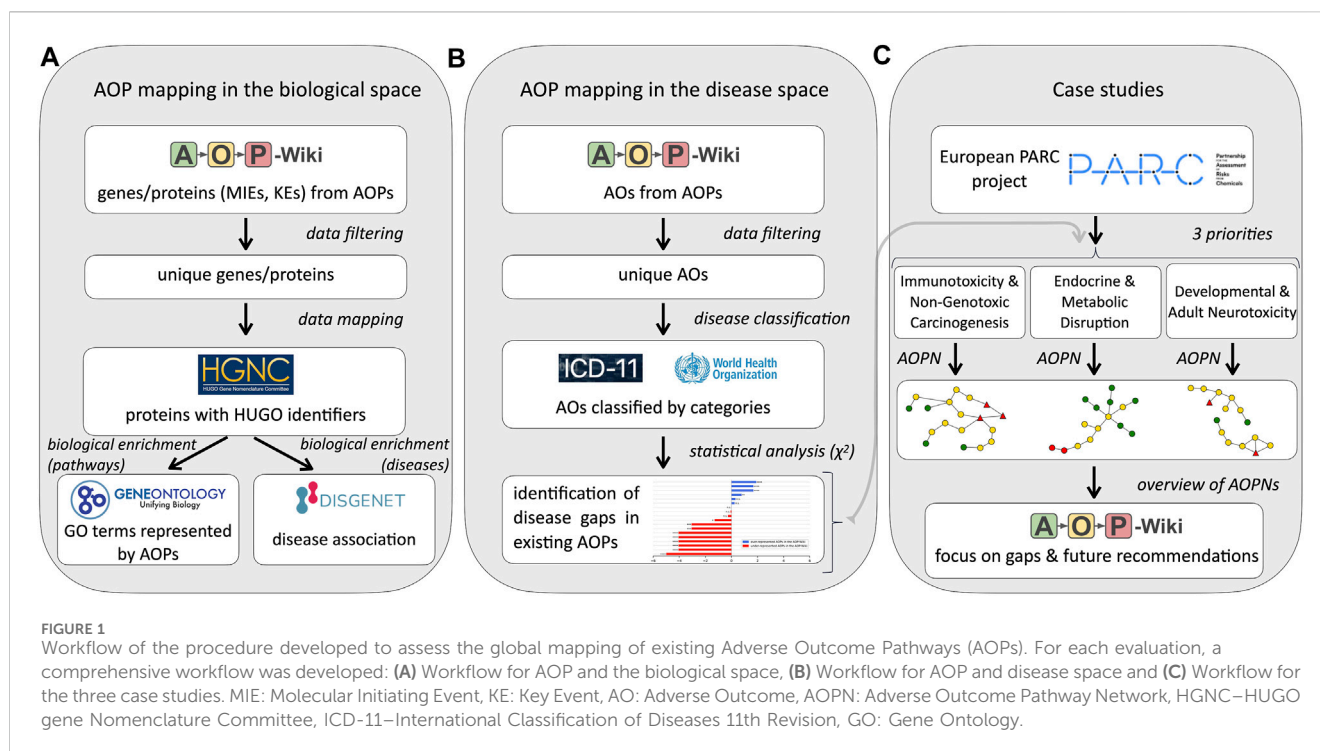 A
AOP mapping in the biological space
A O P -Wiki
genes/proteins (MIEs, KEs) from AOPs
data filtering
unique genes/proteins
data mapping
HGNC
HUGO Gene Nomenclature Committee
proteins with HUGO identifiers
biological enrichment
(pathways)
biological enrichment
(diseases)
GENEONTOLOGY
Unifying Biology
GO terms represented
by AOPs
DISGENET
disease association
B
AOP mapping in the disease space
A O P -Wiki
AOs from AOPs
data filtering
unique AOs
disease classification
ICD-11
World Health
Organization
AOs classified by categories
statistical analysis (χ²)
identification of
disease gaps in
existing AOPs
C
Case studies
European PARC
project
P-A-R-C
Partnership
for the
Assessment
of
Risks
from
Chemicals
3 priorities
Immunotoxicity &
Non-Genotoxic
Carcinogenesis
Endocrine &
Metabolic
Disruption
Developmental &
Adult Neurotoxicity
AOPN
AOPN
AOPN
overview of AOPNs
A O P -Wiki
focus on gaps & future recommendations
FIGURE 1
Workflow of the procedure developed to assess the global mapping of existing Adverse Outcome Pathways (AOPs). For each evaluation, a
comprehensive workflow was developed: (A) Workflow for AOP and the biological space, (B) Workflow for AOP and disease space and (C) Workflow for
the three case studies. MIE: Molecular Initiating Event, KE: Key Event, AO: Adverse Outcome, AOPN: Adverse Outcome Pathway Network, HGNC–HUGO
gene Nomenclature Committee, ICD-11–International Classification of Diseases 11th Revision, GO: Gene Ontology.